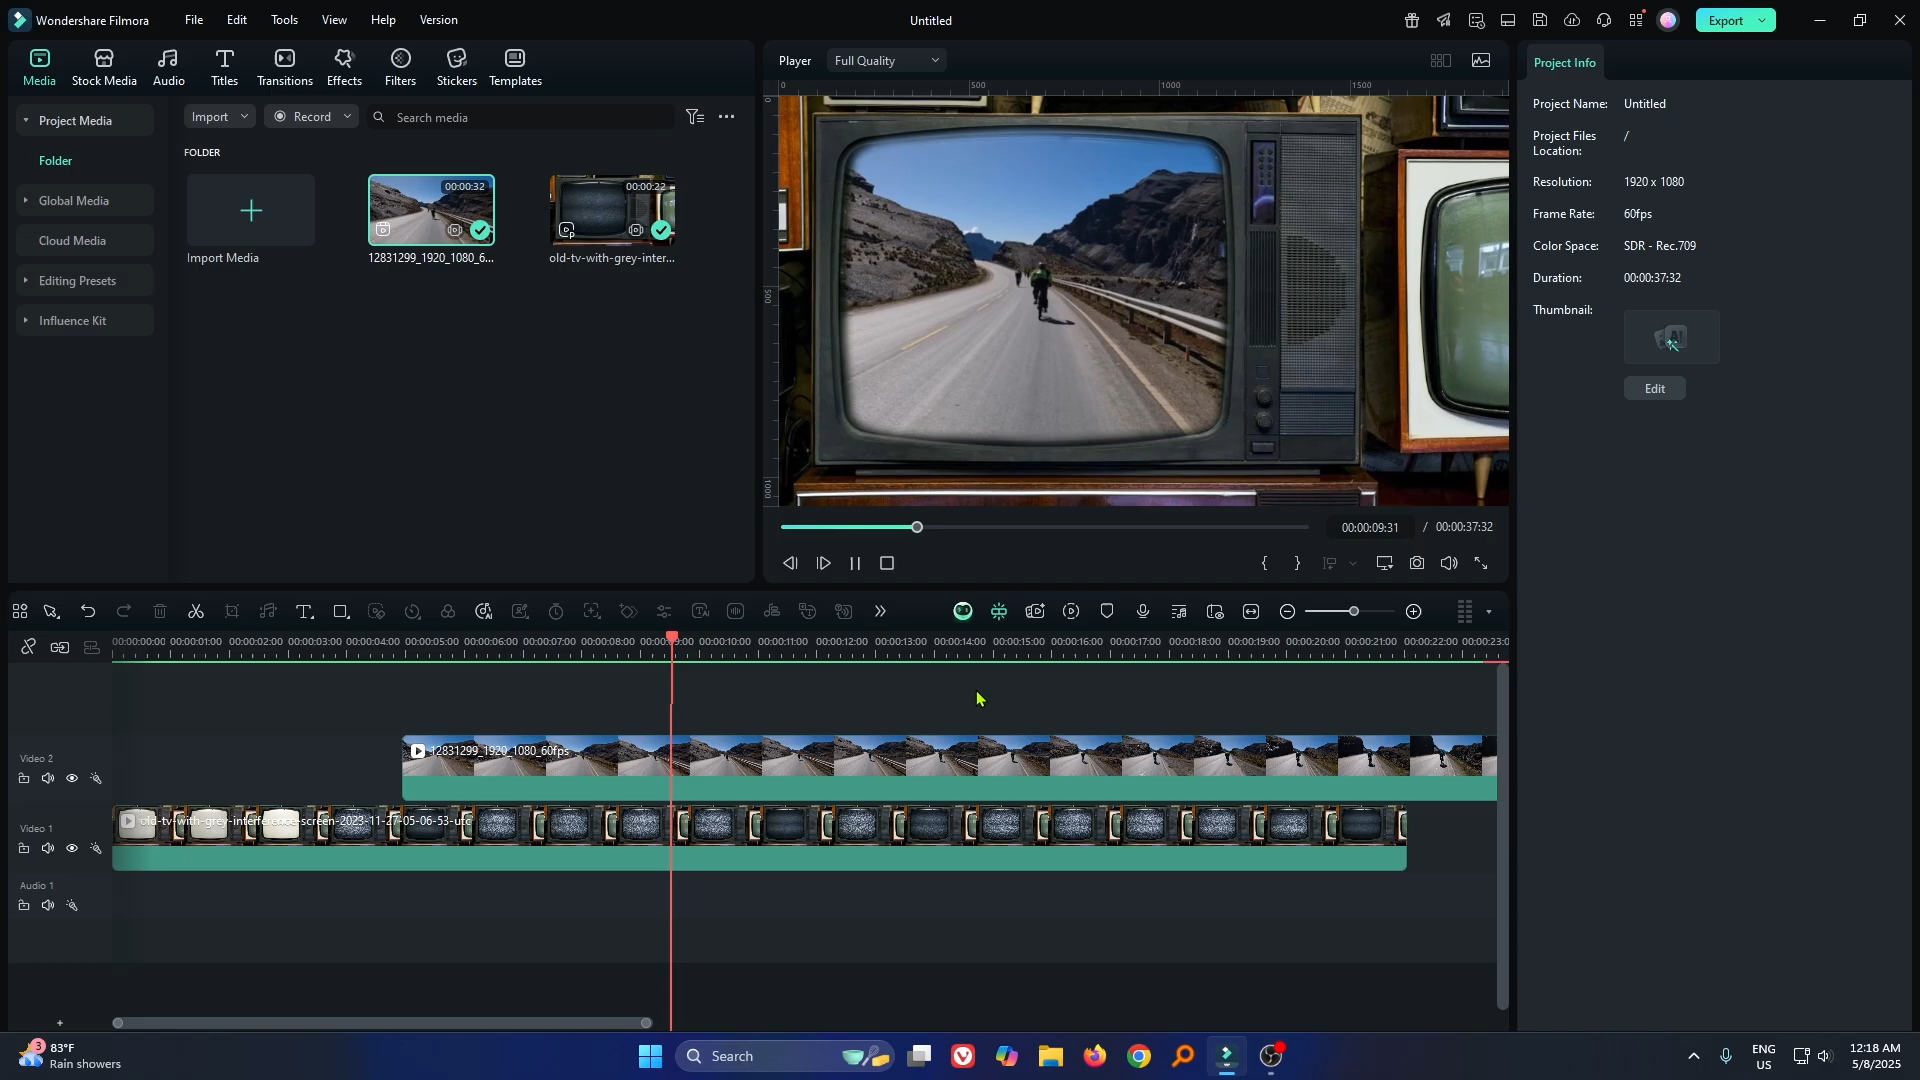 Wondershare Filmora
File
Edit
Tools
View
Help
Version
Untitled
Export
Media
Stock Media
Audio
Titles
Transitions
Effects
Filters
Stickers
Templates
Player
Full Quality
Project Info
Project Media
Folder
Global Media
Cloud Media
Editing Presets
Influence Kit
Import
Record
Search media
FOLDER
Import Media
00:00:32
12831299_1920_1080_6...
00:00:22
old-tv-with-grey-inter...
0
500
1000
1500
0
500
1000
Project Name: Untitled
Project Files Location: /
Resolution: 1920 x 1080
Frame Rate: 60fps
Color Space: SDR - Rec.709
Duration: 00:00:37:32
Thumbnail:
Edit
00:00:09:31 / 00:00:37:32
00:00:00:00 00:00:01:00 00:00:02:00 00:00:03:00 00:00:04:00 00:00:05:00 00:00:06:00 00:00:07:00 00:00:08:00 00:00:10:00 00:00:11:00 00:00:12:00 00:00:13:00 00:00:14:00 00:00:15:00 00:00:16:00 00:00:17:00 00:00:18:00 00:00:19:00 00:00:20:00 00:00:21:00 00:00:22:00 00:00:23:0
Video 2
12831299_1920_1080_60fps
Video 1
old-tv-with-grey-interference-screen-2023-11-27-05-06-53-utc
Audio 1
3
83°F
Rain showers
Search
ENG
US
12:18 AM
5/8/2025